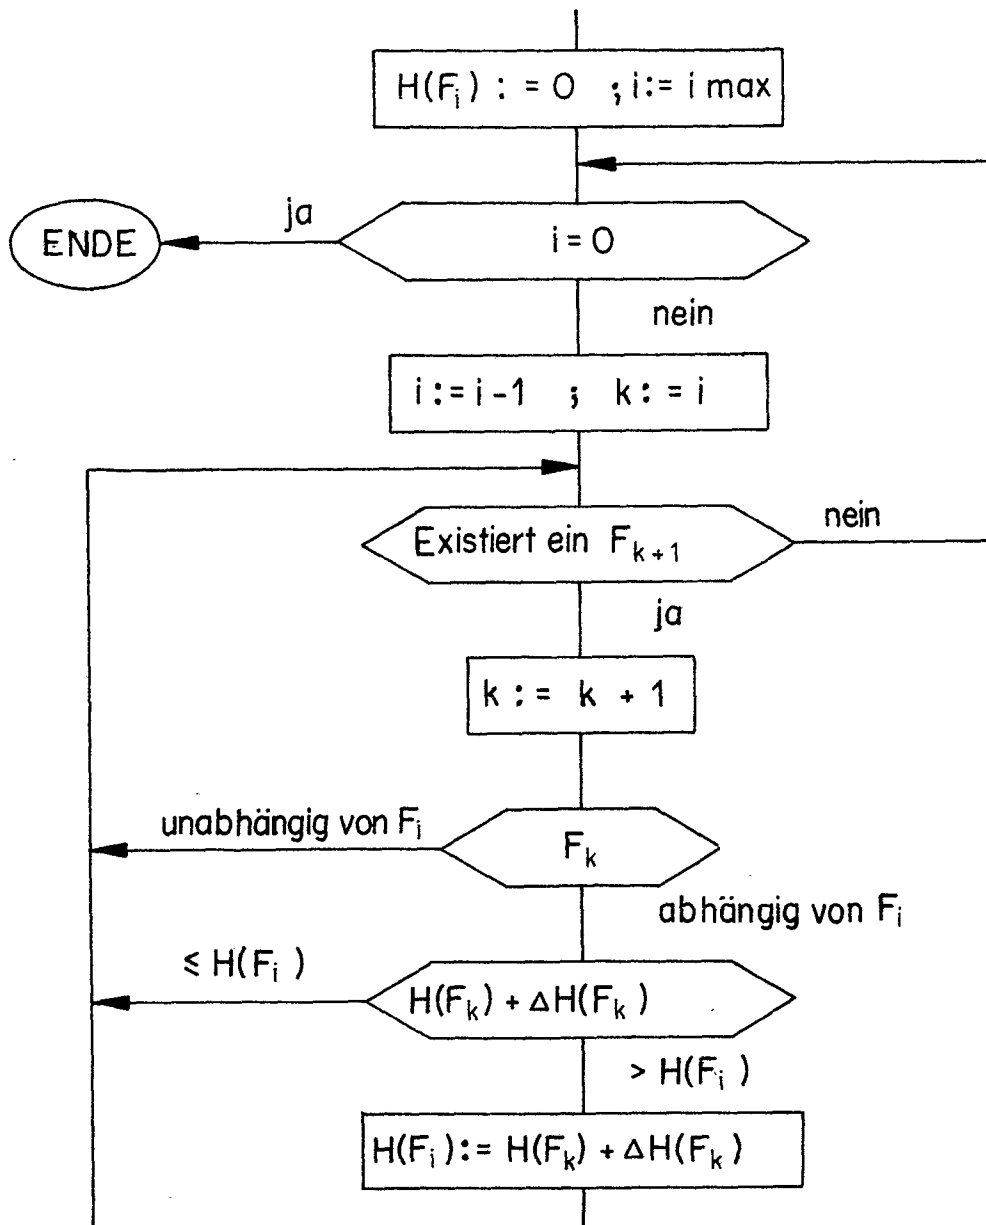 H(Fᵢ) : = 0 ; i := i max
ja
ENDE
i = 0
nein
i := i - 1 ; k := i
Existiert ein Fₖ₊₁
nein
ja
k := k + 1
unabhängig von Fᵢ
Fₖ
abhängig von Fᵢ
≤ H(Fᵢ)
H(Fₖ) + ΔH(Fₖ)
> H(Fᵢ)
H(Fᵢ) := H(Fₖ) + ΔH(Fₖ)